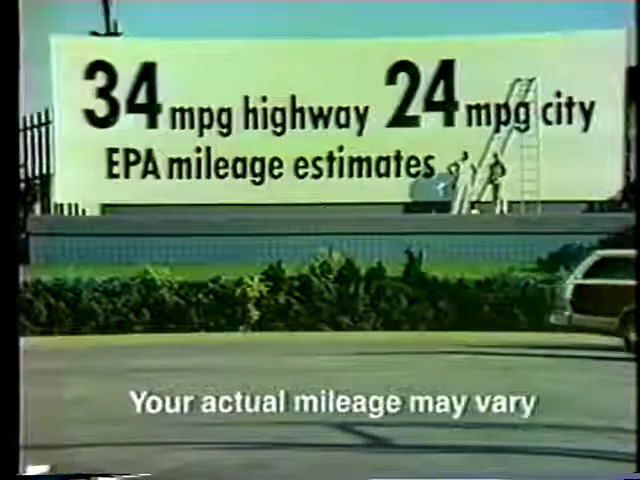 34 mpg highway 24 mpg city
EPA mileage estimates
Your actual mileage may vary